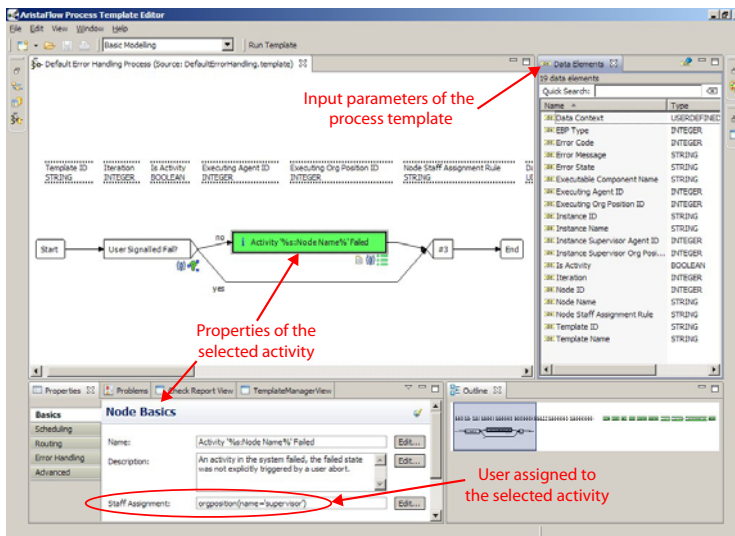 AristaFlow Process Template Editor
File Edit View Window Help
Basic Modeling
Run Template
Default Error Handling Process (Source: DefaultErrorHandling.template)
Data Elements
19 data elements
Quick Search:
Name Type
Data Context USERDEFINED
EBP Type INTEGER
Error Code INTEGER
Error Message STRING
Error State STRING
Executable Component Name STRING
Executing Agent ID INTEGER
Executing Org Position ID INTEGER
Instance ID STRING
Instance Name STRING
Instance Supervisor Agent ID INTEGER
Instance Supervisor Org Posi... INTEGER
Is Activity BOOLEAN
Iteration INTEGER
Node ID INTEGER
Node Name STRING
Node Staff Assignment Rule STRING
Template ID STRING
Template Name STRING
Input parameters of the
process template
Template ID Iteration Is Activity Executing Agent ID Executing Org Position ID Node Staff Assignment Rule
STRING INTEGER BOOLEAN INTEGER INTEGER STRING
Start
User Signalled Fail?
no
Activity '%s:Node Name%' Failed
#3
End
yes
Properties of the
selected activity
Properties Problems Check Report View TemplateManagerView
Outline
Basics
Scheduling
Routing
Error Handling
Advanced
Node Basics
Name: Activity '%s:Node Name%' Failed Edit...
Description: An activity in the system failed, the failed state
was not explicitly triggered by a user abort. Edit...
Staff Assignment: orgposition(name='supervisor') Edit...
User assigned to
the selected activity